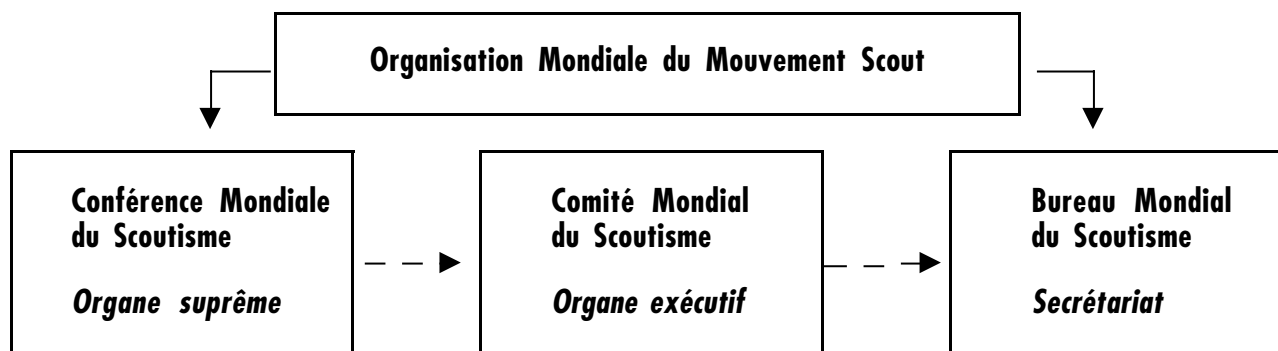 Organisation Mondiale du Mouvement Scout
Conférence Mondiale
du Scoutisme
Organe suprême
Comité Mondial
du Scoutisme
Organe exécutif
Bureau Mondial
du Scoutisme
Secrétariat